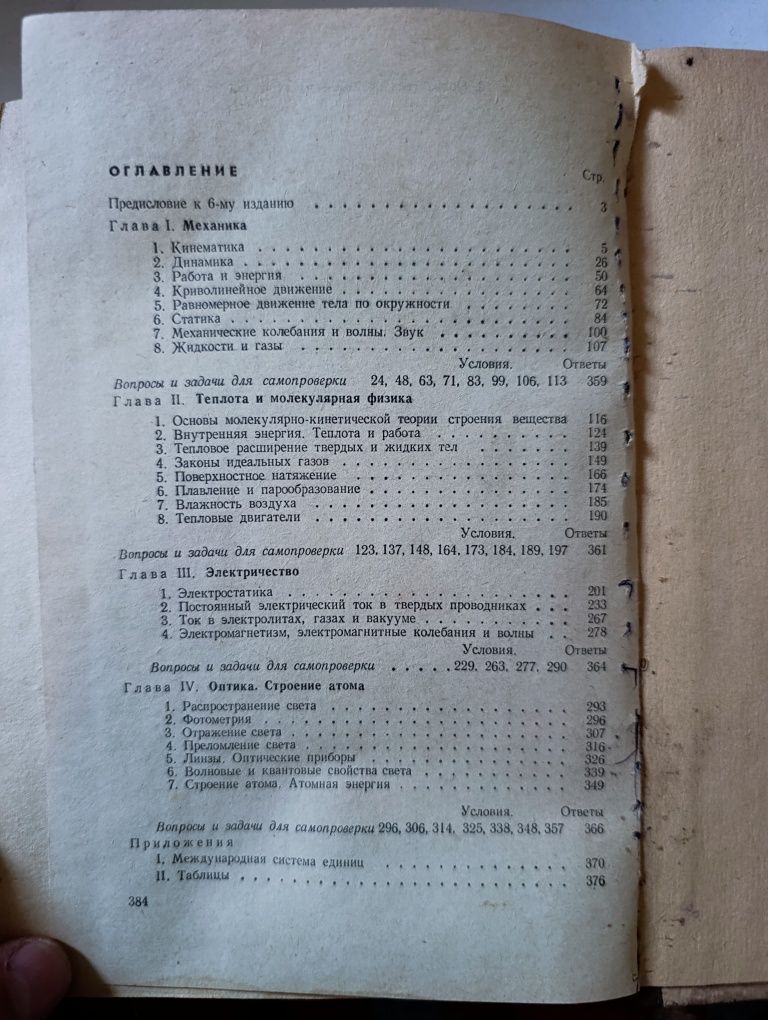 ОГЛАВЛЕНИЕ
Стр.
Предисловие к 6-му изданию . . . . . . . . . . . . . . . . . . . 3
Глава I. Механика
1. Кинематика . . . . . . . . . . . . . . . . . . . . . . 5
2. Динамика . . . . . . . . . . . . . . . . . . . . . . 26
3. Работа и энергия . . . . . . . . . . . . . . . . . . . 50
4. Криволинейное движение . . . . . . . . . . . . . . . . 64
5. Равномерное движение тела по окружности . . . . . . . . 72
6. Статика . . . . . . . . . . . . . . . . . . . . . . . 84
7. Механические колебания и волны. Звук . . . . . . . . . . 100
8. Жидкости и газы . . . . . . . . . . . . . . . . . . . 107
Условия. Ответы
Вопросы и задачи для самопроверки 24, 48, 63, 71, 83, 99, 106, 113 359
Глава II. Теплота и молекулярная физика
1. Основы молекулярно-кинетической теории строения вещества 116
2. Внутренняя энергия. Теплота и работа . . . . . . . . . . 124
3. Тепловое расширение твердых и жидких тел . . . . . . . . 139
4. Законы идеальных газов . . . . . . . . . . . . . . . . 149
5. Поверхностное натяжение . . . . . . . . . . . . . . . . 166
6. Плавление и парообразование . . . . . . . . . . . . . . 174
7. Влажность воздуха . . . . . . . . . . . . . . . . . . 185
8. Тепловые двигатели . . . . . . . . . . . . . . . . . . 190
Условия. Ответы
Вопросы и задачи для самопроверки 123, 137, 148, 164, 173, 184, 189, 197 361
Глава III. Электричество
1. Электростатика . . . . . . . . . . . . . . . . . . . . 201
2. Постоянный электрический ток в твердых проводниках . . . 233
3. Ток в электролитах, газах и вакууме . . . . . . . . . . 267
4. Электромагнетизм, электромагнитные колебания и волны . . 278
Условия. Ответы
Вопросы и задачи для самопроверки . . . . . 229, 263, 277, 290 364
Глава IV. Оптика. Строение атома
1. Распространение света . . . . . . . . . . . . . . . . . 293
2. Фотометрия . . . . . . . . . . . . . . . . . . . . . . 296
3. Отражение света . . . . . . . . . . . . . . . . . . . 307
4. Преломление света . . . . . . . . . . . . . . . . . . 316
5. Линзы. Оптические приборы . . . . . . . . . . . . . . . 326
6. Волновые и квантовые свойства света . . . . . . . . . . 339
7. Строение атома. Атомная энергия . . . . . . . . . . . . 349
Условия. Ответы
Вопросы и задачи для самопроверки 296, 306, 314, 325, 338, 348, 357 366
Приложения
I. Международная система единиц . . . . . . . . . . . . . 370
II. Таблицы . . . . . . . . . . . . . . . . . . . . . . . 376
384